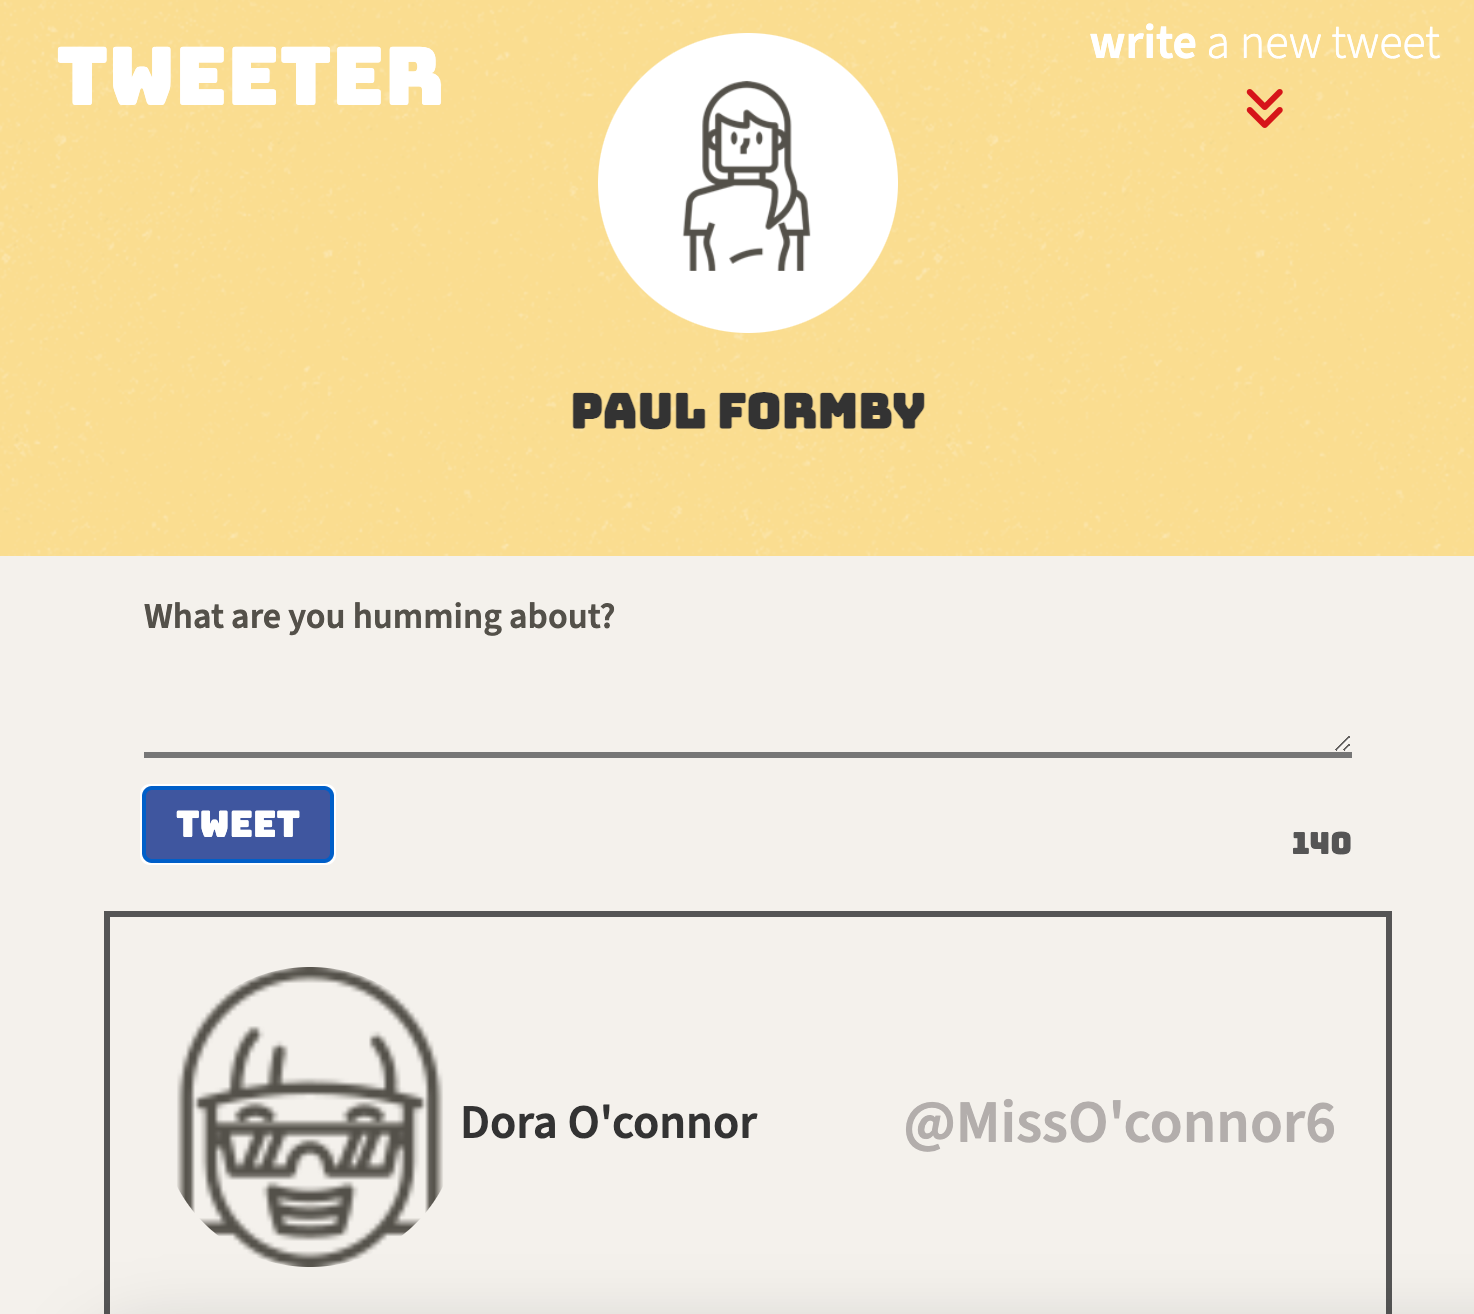 TWEETER
write a new tweet
PAUL FORMBY
What are you humming about?
TWEET
140
Dora O'connor
@MissO'connor6